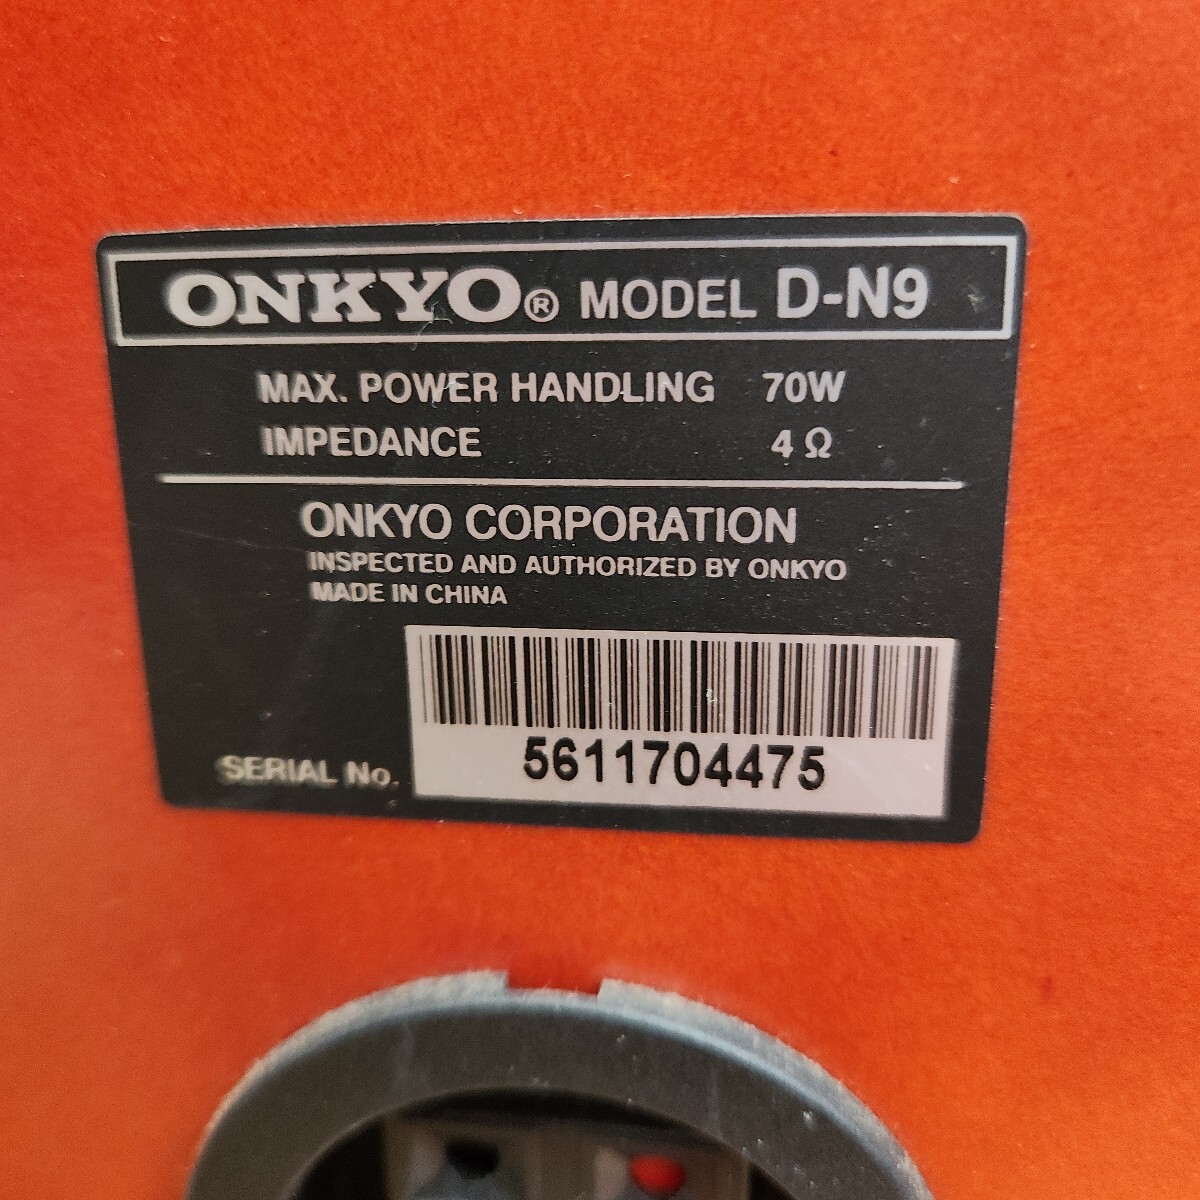 ONKYO® MODEL D-N9
MAX. POWER HANDLING 70W
IMPEDANCE 4 Ω
ONKYO CORPORATION
INSPECTED AND AUTHORIZED BY ONKYO
MADE IN CHINA
SERIAL No. 5611704475